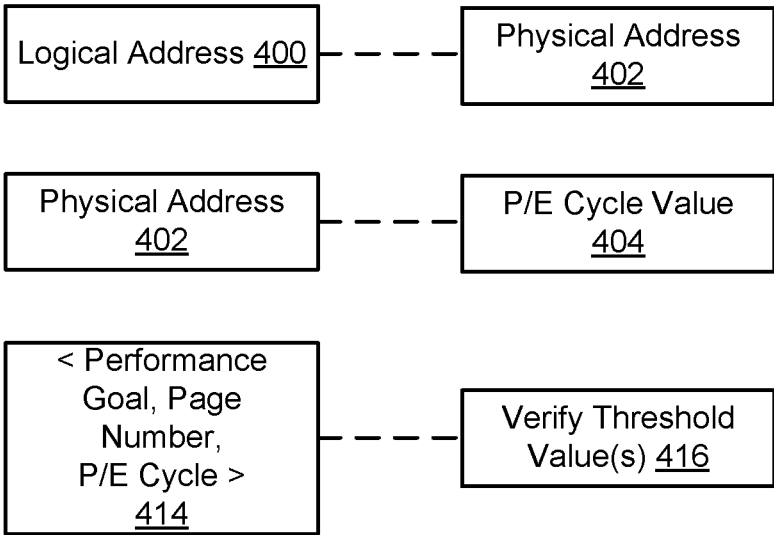 Logical Address 400
Physical Address
402
Physical Address
402
P/E Cycle Value
404
< Performance
Goal, Page
Number,
P/E Cycle >
414
Verify Threshold
Value(s) 416